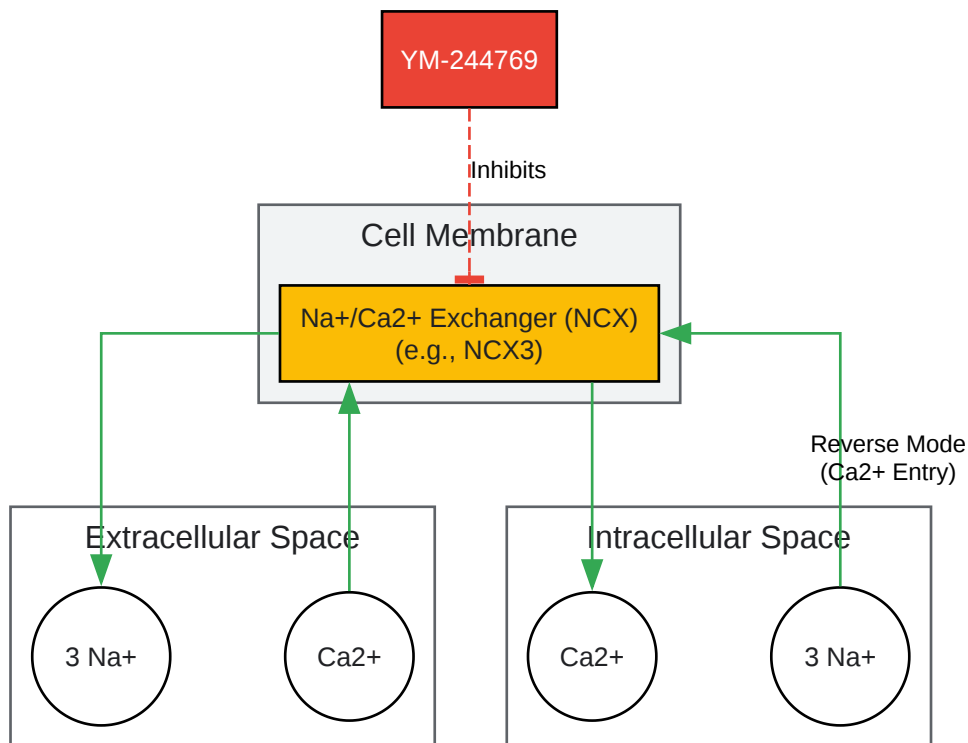 YM-244769
Inhibits
Cell Membrane
Na+/Ca2+ Exchanger (NCX)
(e.g., NCX3)
Reverse Mode
(Ca2+ Entry)
Extracellular Space
Intracellular Space
3 Na+
Ca2+
Ca2+
3 Na+